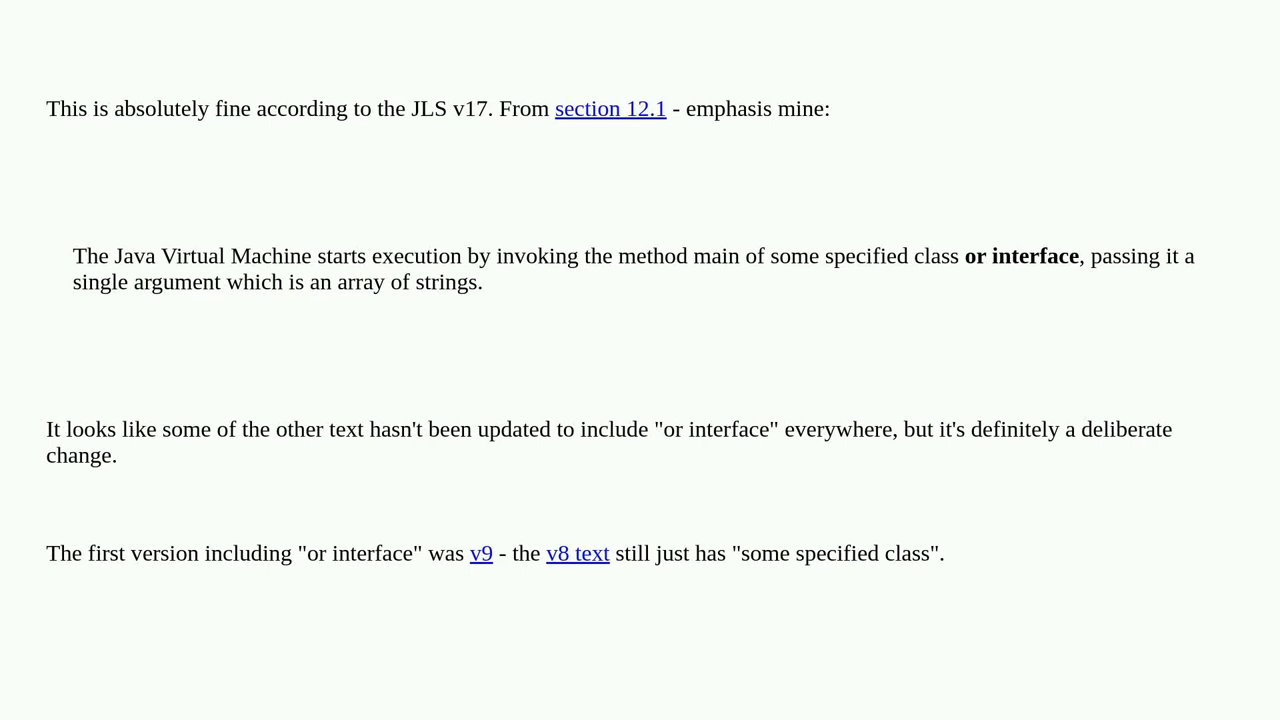 This is absolutely fine according to the JLS v17. From section 12.1 - emphasis mine:
The Java Virtual Machine starts execution by invoking the method main of some specified class or interface, passing it a
single argument which is an array of strings.
It looks like some of the other text hasn't been updated to include "or interface" everywhere, but it's definitely a deliberate
change.
The first version including "or interface" was v9 - the v8 text still just has "some specified class".